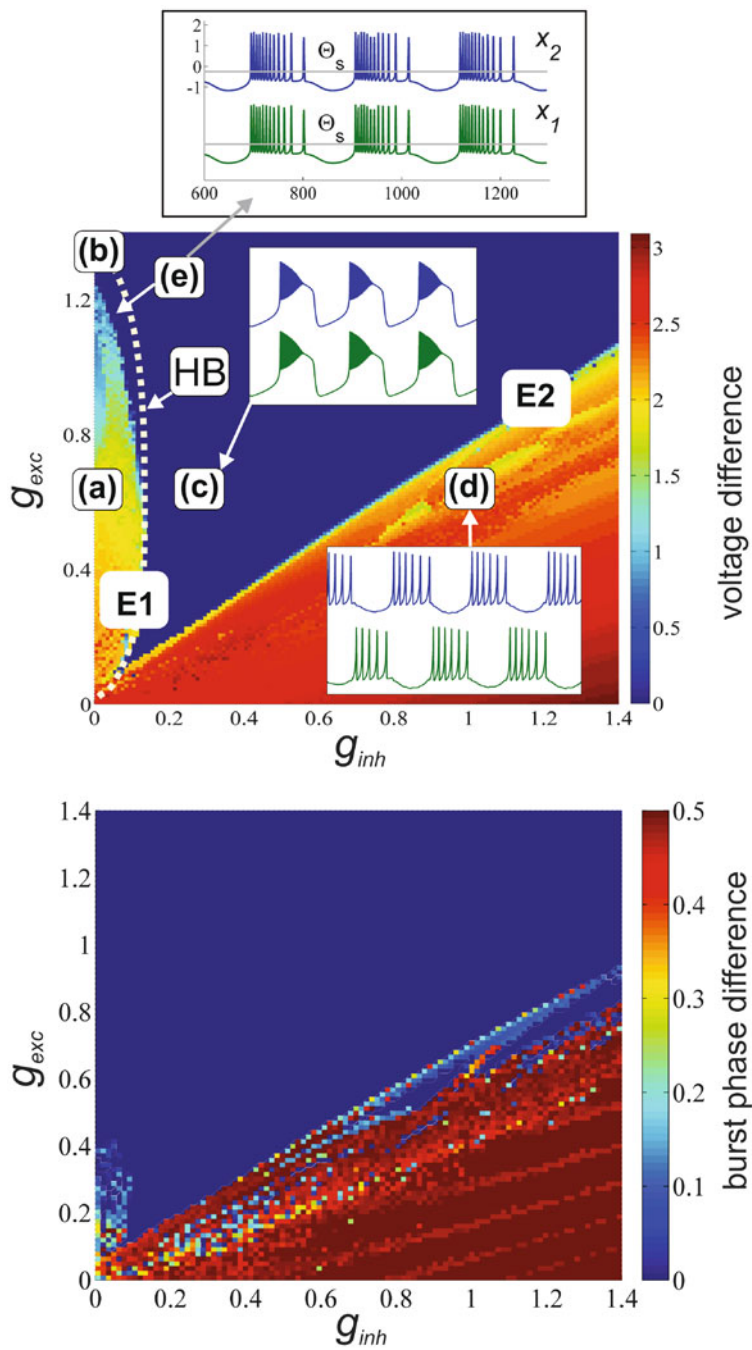 2
0
-1
Θs
x2
Θs
x1
600 800 1000 1200
(b)
(e)
HB
(a)
(c)
E1
E2
(d)
gexc
1.2
0.8
0.4
0
0 0.2 0.4 0.6 0.8 1 1.2 1.4
ginh
3
2.5
2
1.5
1
0.5
0
voltage difference
gexc
1.4
1.2
1
0.8
0.6
0.4
0.2
0
0 0.2 0.4 0.6 0.8 1 1.2 1.4
ginh
0.5
0.4
0.3
0.2
0.1
0
burst phase difference